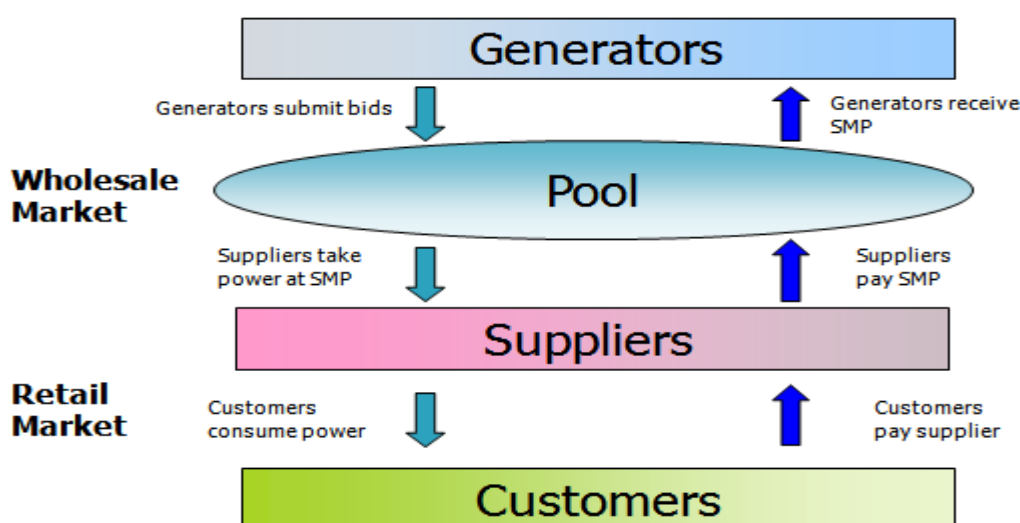 Generators
Generators submit bids
Generators receive
SMP
Wholesale
Market
Pool
Suppliers take
power at SMP
Suppliers
pay SMP
Suppliers
Retail
Market
Customers
consume power
Customers
pay supplier
Customers